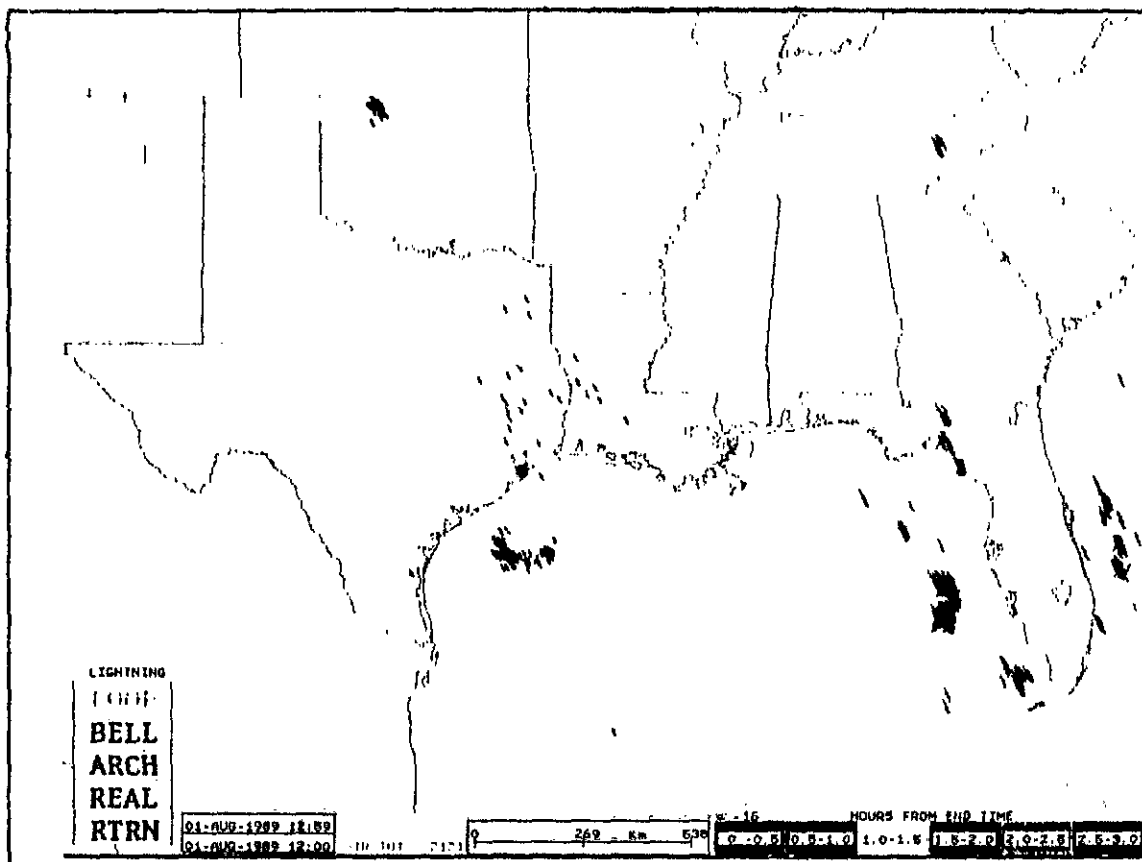 LIGHTNING
LOOP
BELL
ARCH
REAL
RTRN
01-AUG-1989 12:59
01-AUG-1989 12:00
0 269 Km 538
-16 HOURS FROM END TIME
0 -0.5 0.5-1.0 1.0-1.5 1.5-2.0 2.0-2.5 2.5-3.0